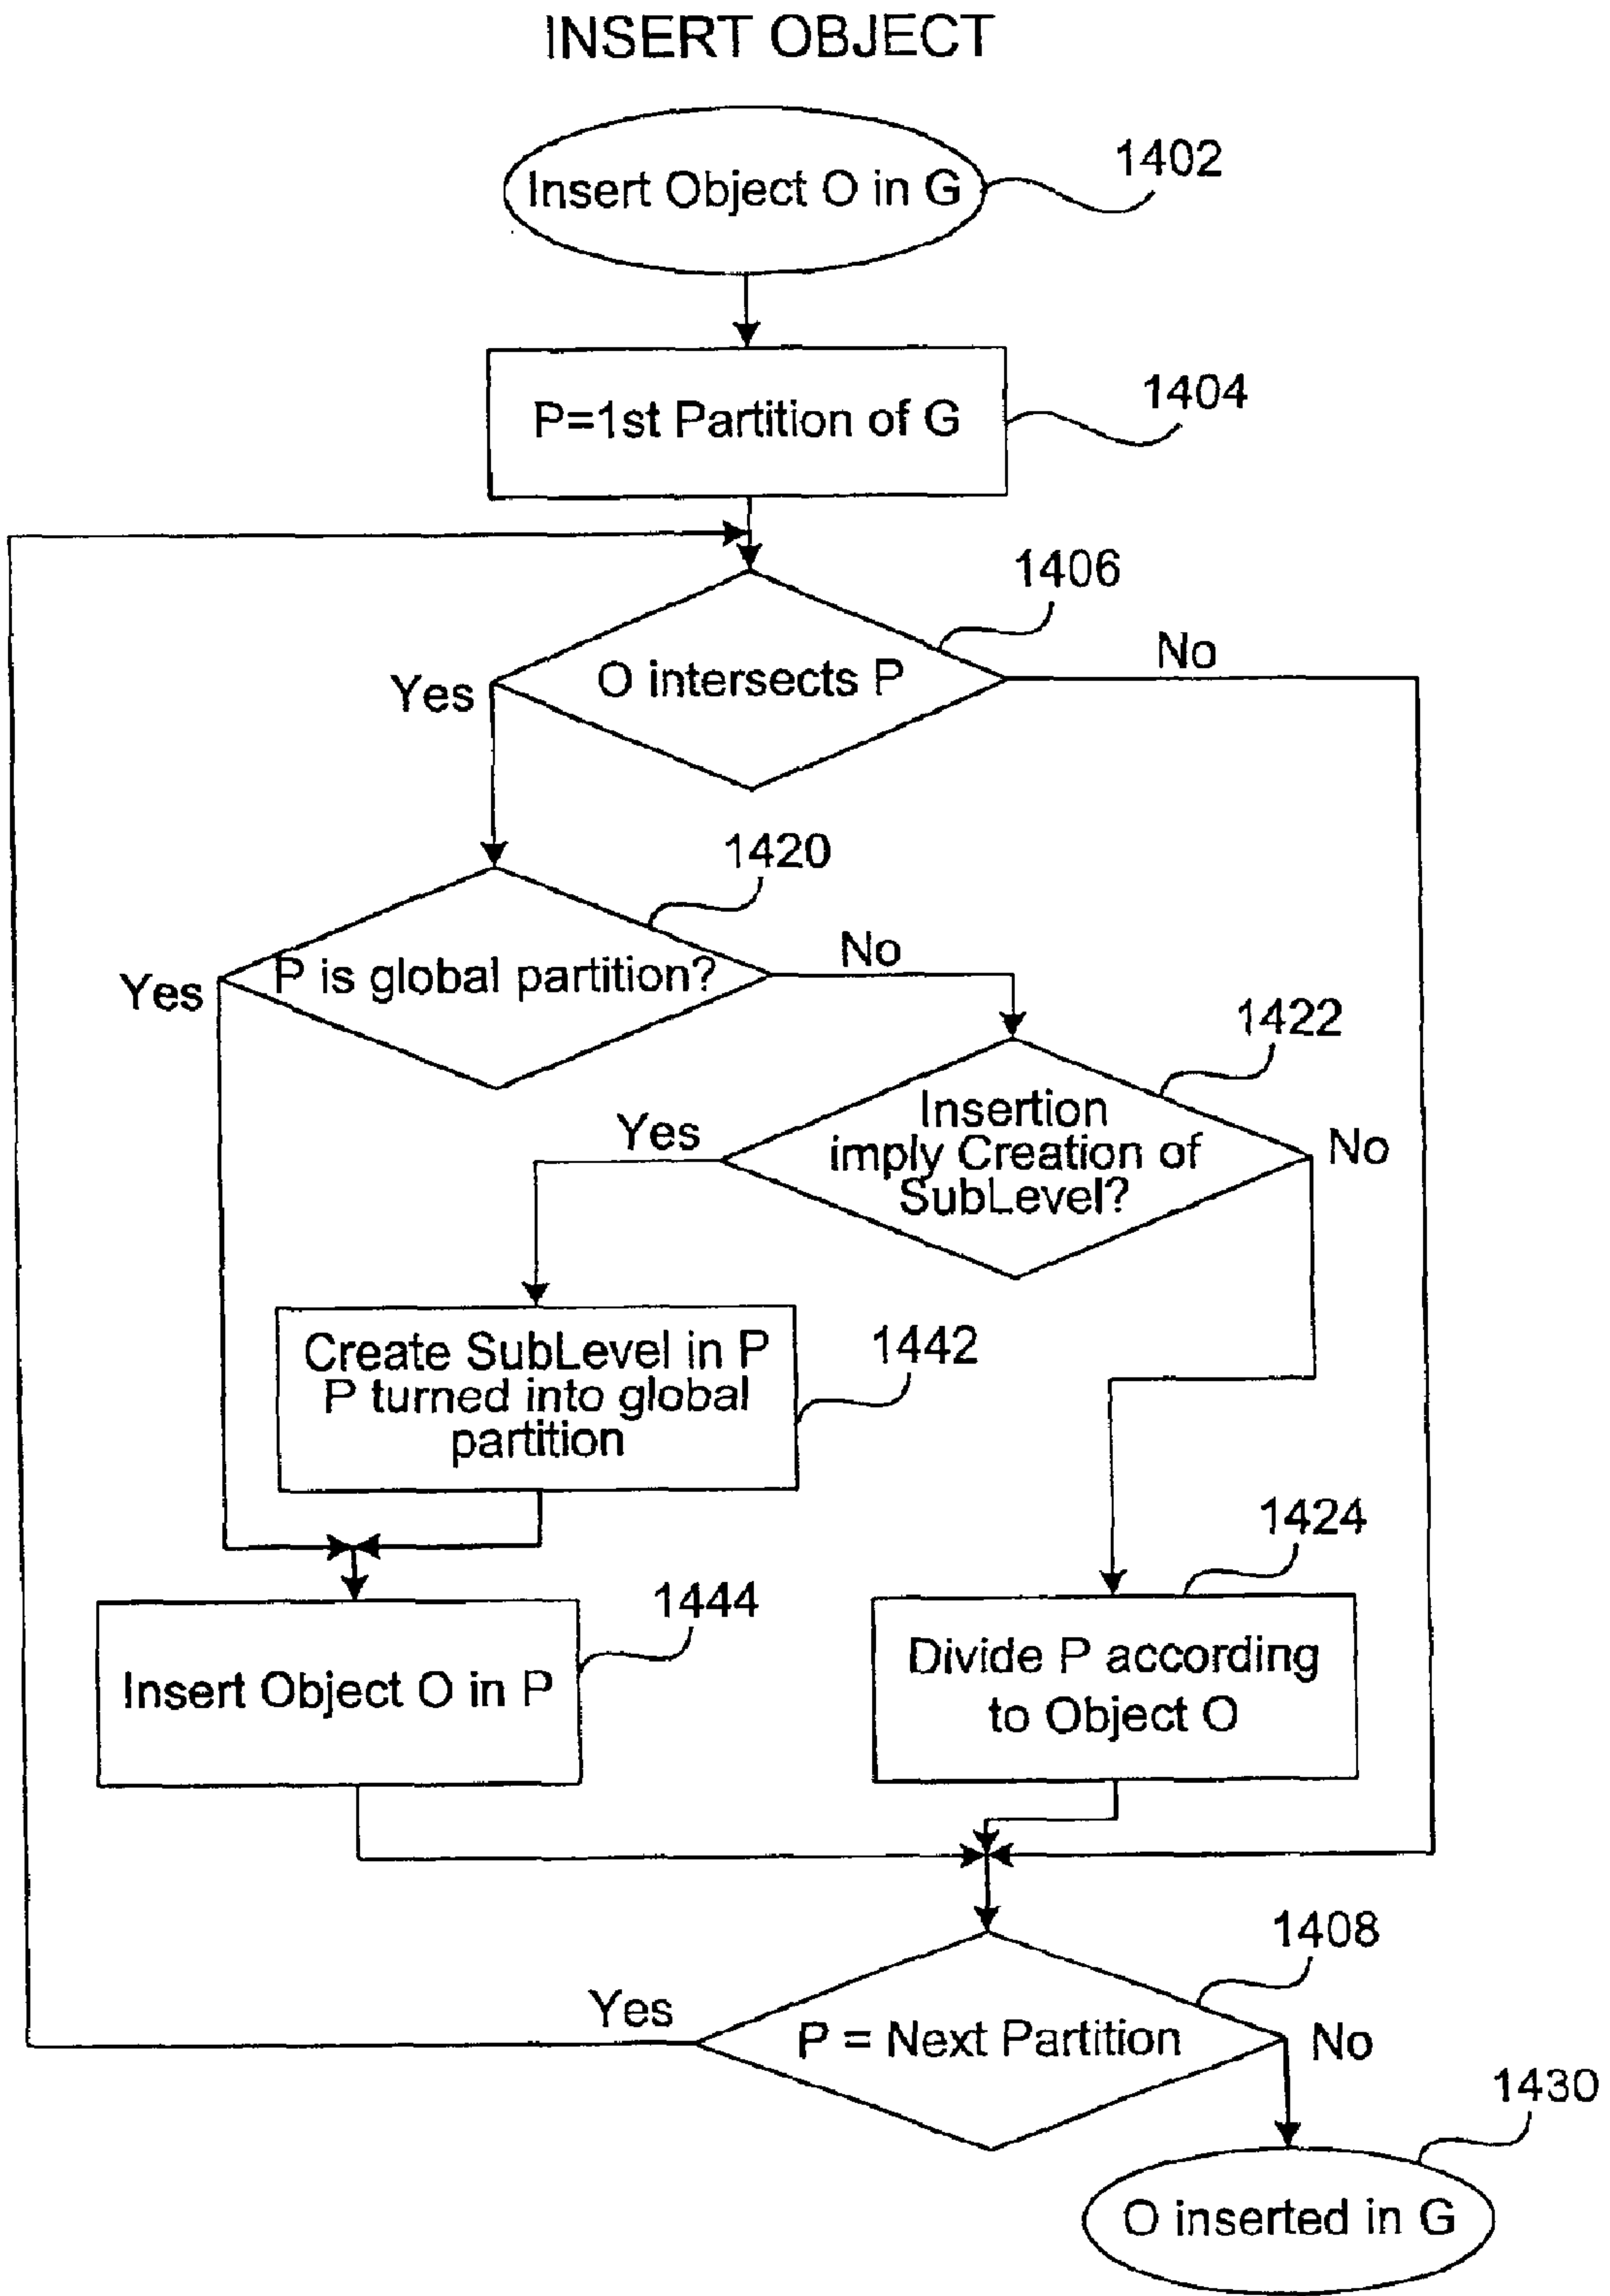 INSERT OBJECT
Insert Object O in G
1402
P=1st Partition of G
1404
1406
O intersects P
Yes
No
1420
P is global partition?
Yes
No
1422
Insertion
imply Creation of
SubLevel?
Yes
No
Create SubLevel in P
P turned into global
partition
1442
1424
1444
Insert Object O in P
Divide P according
to Object O
1408
Yes
P = Next Partition
No
1430
O inserted in G